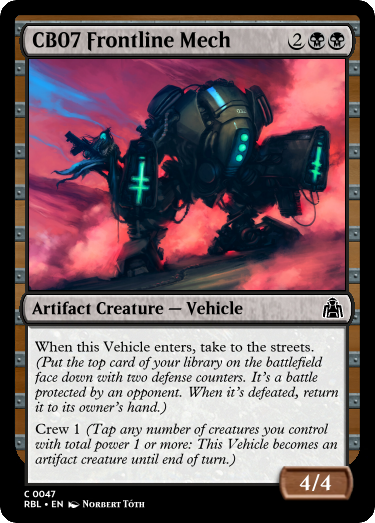 CB07 Frontline Mech 2
Artifact Creature — Vehicle
When this Vehicle enters, take to the streets.
(Put the top card of your library on the battlefield
face down with two defense counters. It's a battle
protected by an opponent. When it's defeated, return
it to its owner's hand.)
Crew 1 (Tap any number of creatures you control
with total power 1 or more: This Vehicle becomes an
artifact creature until end of turn.)
4/4
C 0047
RBL • EN Norbert Tóth